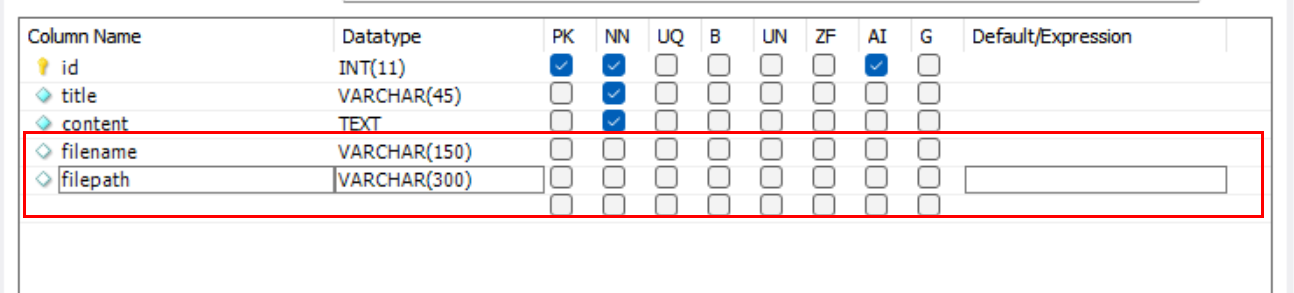 Column Name Datatype PK NN UQ B UN ZF AI G Default/Expression
id INT(11)
title VARCHAR(45)
content TEXT
filename VARCHAR(150)
filepath VARCHAR(300)